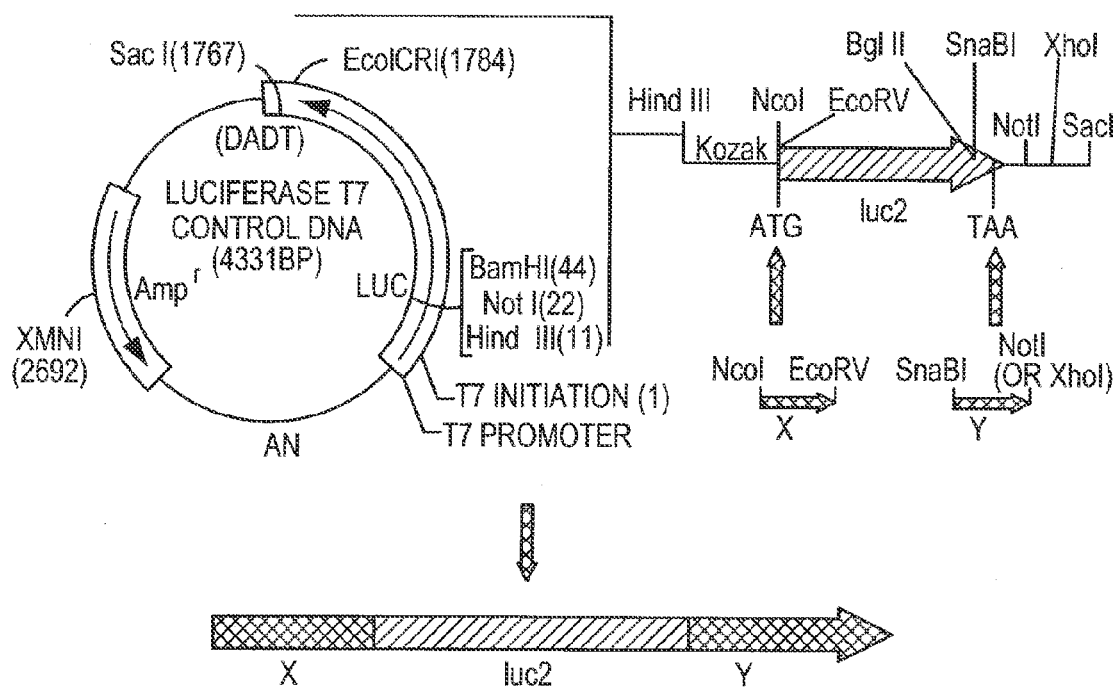 Sac I(1767)
EcoICRI(1784)
(DADT)
LUCIFERASE T7
CONTROL DNA
(4331BP)
Amp r
XMNI
(2692)
LUC
BamHI(44)
Not I(22)
Hind III(11)
T7 INITIATION (1)
T7 PROMOTER
AN
Hind III
Kozak
NcoI
EcoRV
Bgl II
SnaBI
XhoI
NotI
SacI
luc2
ATG
TAA
NcoI
EcoRV
X
SnaBI
NotI
(OR XhoI)
Y
X
luc2
Y